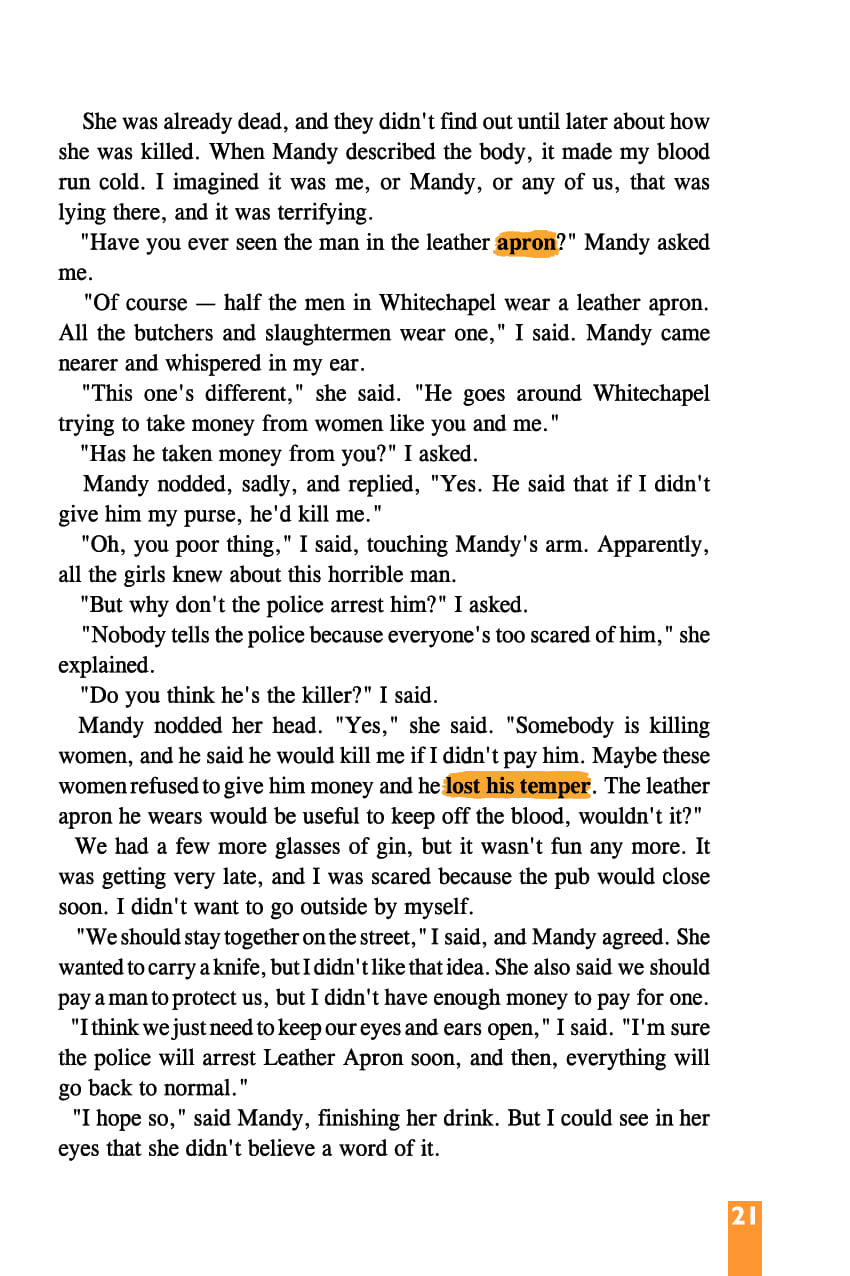 She was already dead, and they didn't find out until later about how
she was killed. When Mandy described the body, it made my blood
run cold. I imagined it was me, or Mandy, or any of us, that was
lying there, and it was terrifying.
"Have you ever seen the man in the leather apron?" Mandy asked
me.
"Of course — half the men in Whitechapel wear a leather apron.
All the butchers and slaughtermen wear one," I said. Mandy came
nearer and whispered in my ear.
"This one's different," she said. "He goes around Whitechapel
trying to take money from women like you and me."
"Has he taken money from you?" I asked.
Mandy nodded, sadly, and replied, "Yes. He said that if I didn't
give him my purse, he'd kill me."
"Oh, you poor thing," I said, touching Mandy's arm. Apparently,
all the girls knew about this horrible man.
"But why don't the police arrest him?" I asked.
"Nobody tells the police because everyone's too scared of him," she
explained.
"Do you think he's the killer?" I said.
Mandy nodded her head. "Yes," she said. "Somebody is killing
women, and he said he would kill me if I didn't pay him. Maybe these
women refused to give him money and he lost his temper. The leather
apron he wears would be useful to keep off the blood, wouldn't it?"
We had a few more glasses of gin, but it wasn't fun any more. It
was getting very late, and I was scared because the pub would close
soon. I didn't want to go outside by myself.
"We should stay together on the street," I said, and Mandy agreed. She
wanted to carry a knife, but I didn't like that idea. She also said we should
pay a man to protect us, but I didn't have enough money to pay for one.
"I think we just need to keep our eyes and ears open," I said. "I'm sure
the police will arrest Leather Apron soon, and then, everything will
go back to normal."
"I hope so," said Mandy, finishing her drink. But I could see in her
eyes that she didn't believe a word of it.
21